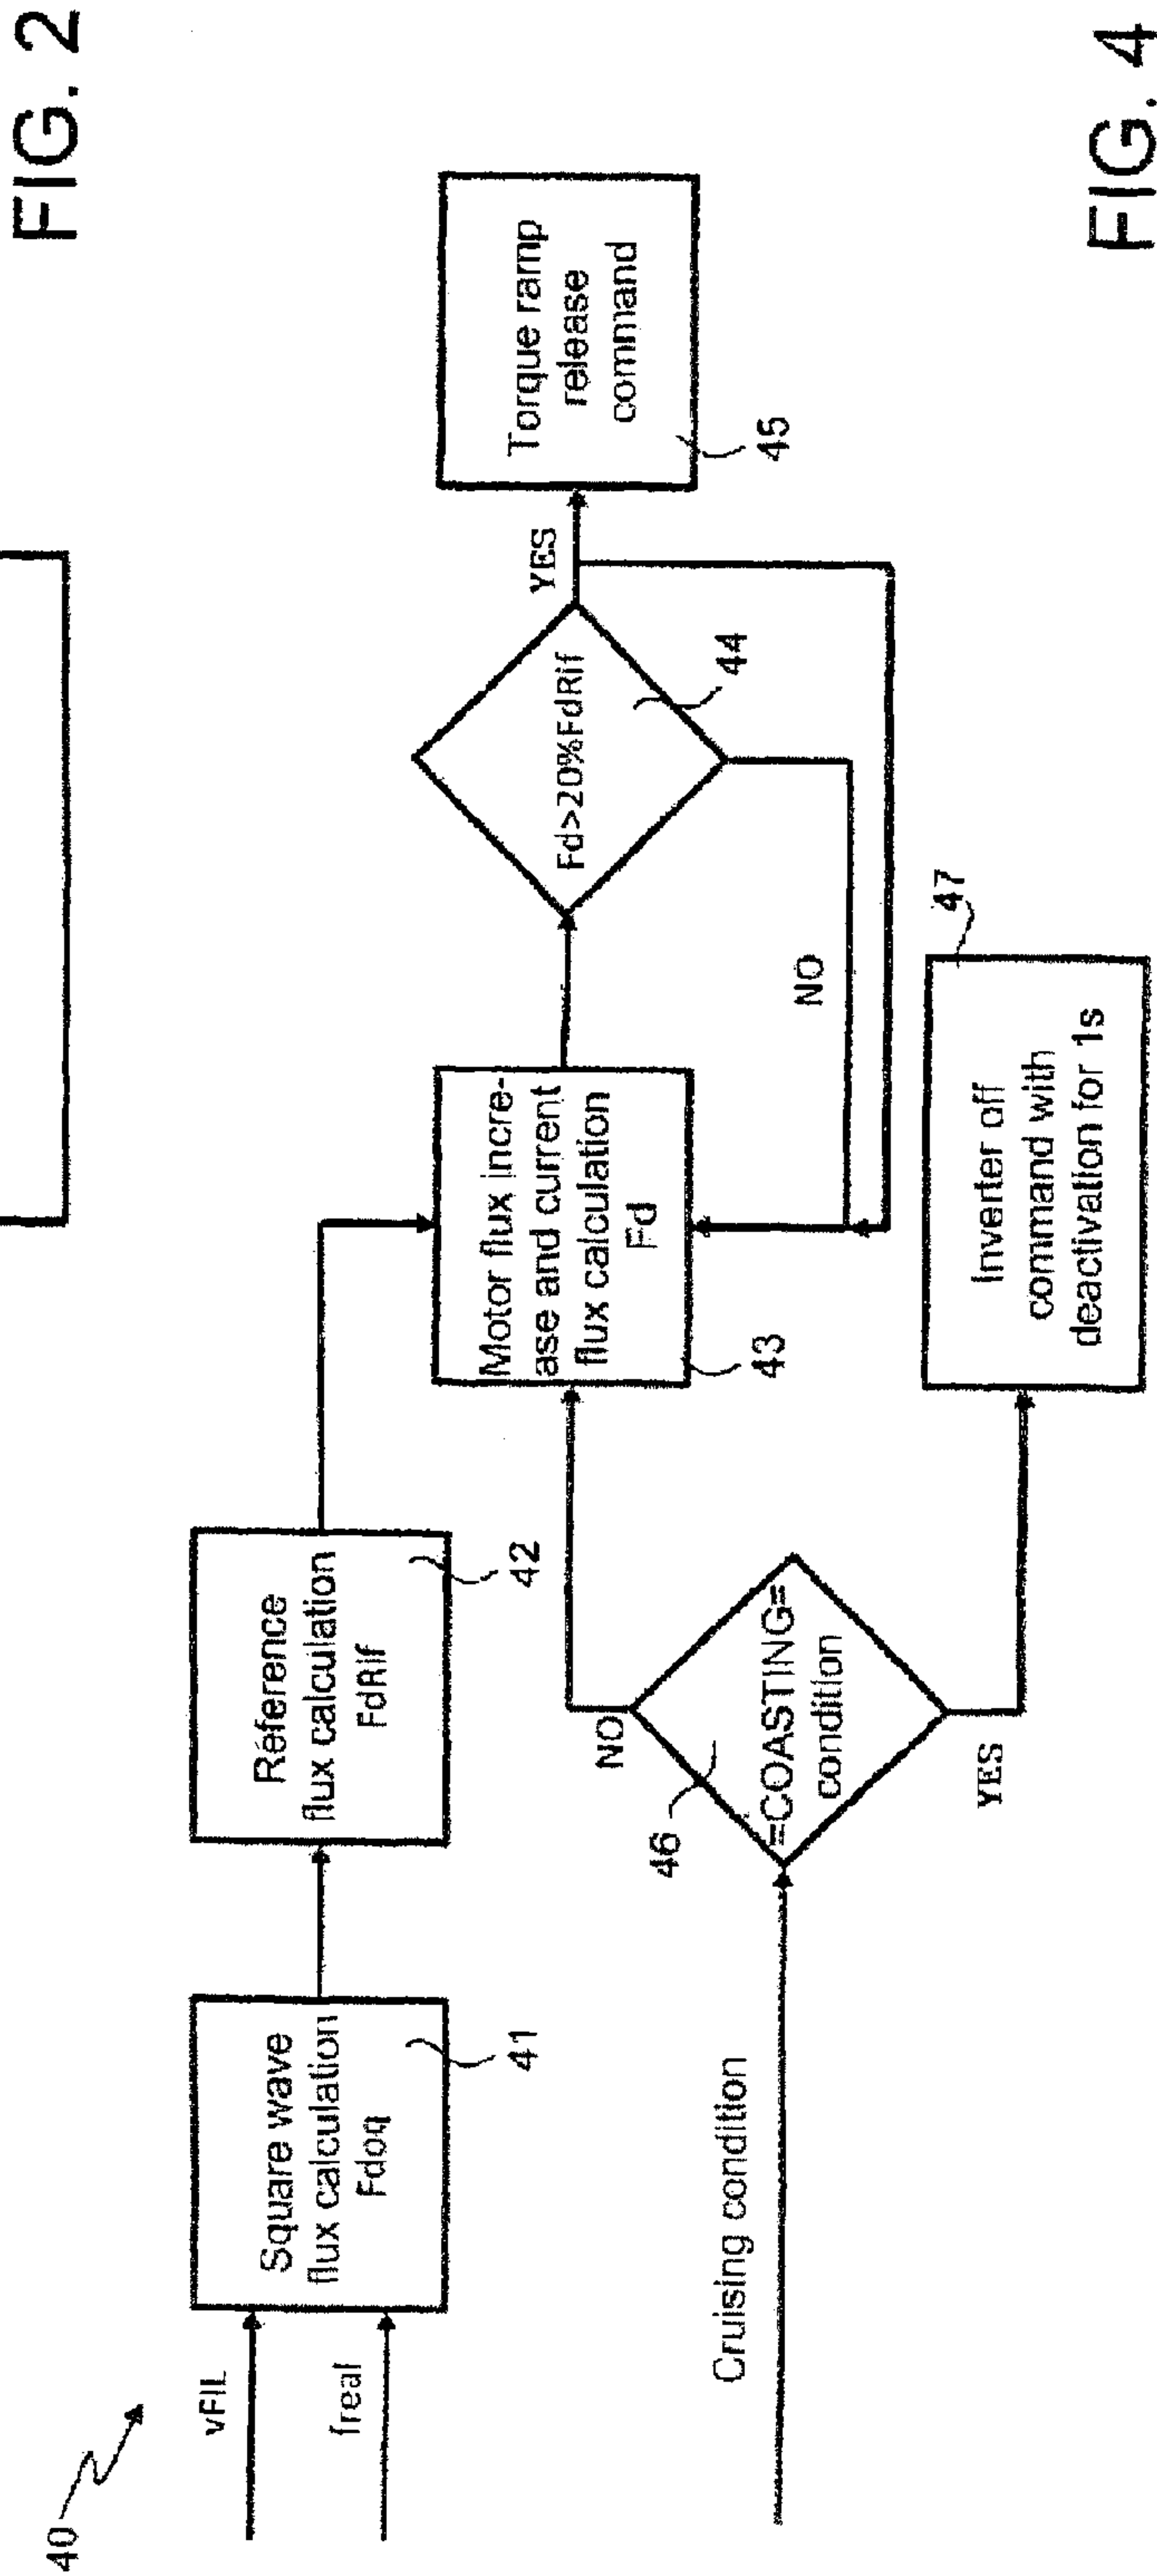 FIG. 2
40
vFIL
freal
Square wave
flux calculation
Fdoq
41
Réference
flux calculation
FdRif
42
Motor flux incre-
ase and current
flux calculation
Fd
43
Fd>20%FdRif
44
YES
NO
Torque ramp
release
command
45
Cruising condition
46
=COASTING=
condition
NO
YES
Inverter off
command with
deactivation for 1s
47
FIG. 4